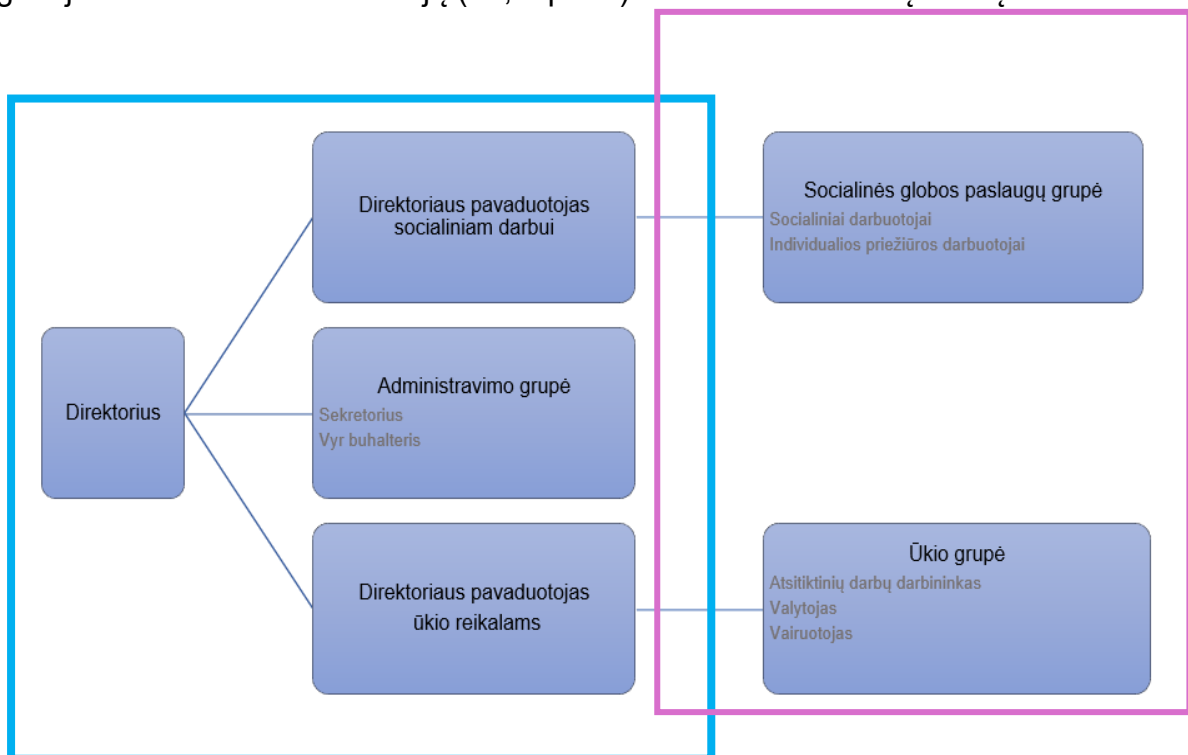 Direktoriaus pavaduotojas
socialiniam darbui
Socialinės globos paslaugų grupė
Socialiniai darbuotojai
Individualios priežiūros darbuotojai
Direktorius
Administravimo grupė
Sekretorius
Vyr buhalteris
Direktoriaus pavaduotojas
ūkio reikalams
Ūkio grupė
Atsitiktinių darbų darbininkas
Valytojas
Vairuotojas